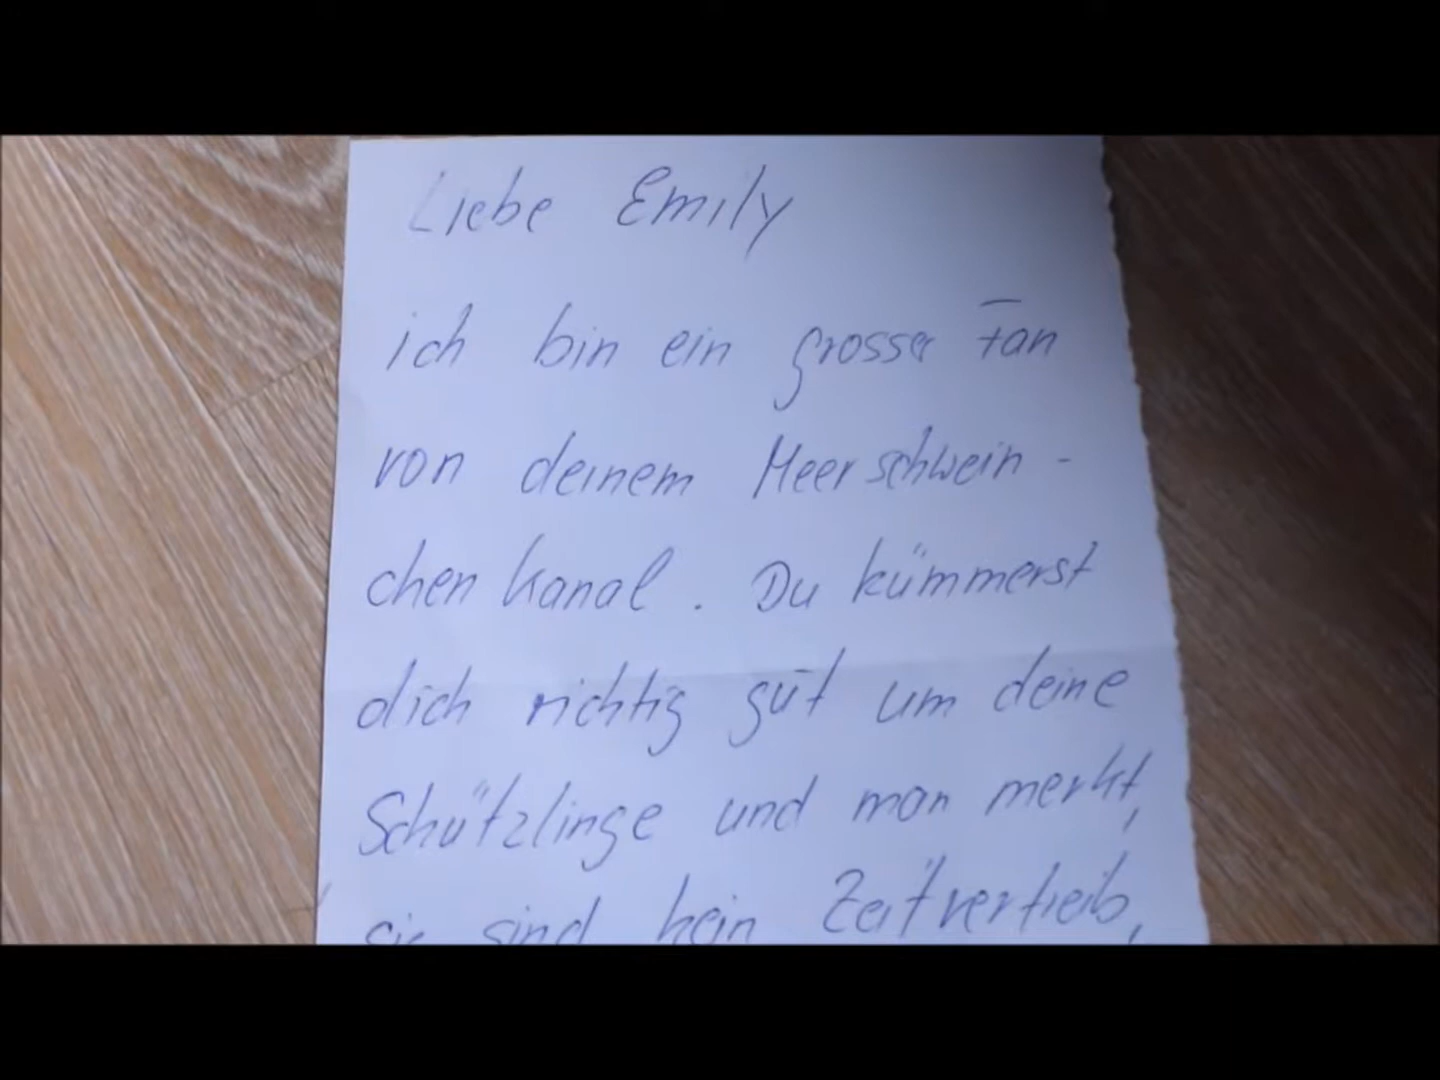 Liebe Emily
ich bin ein grosser Fan
von deinem Meerschwein-
chen Kanal. Du kümmerst
dich richtig gut um deine
Schützlinge und man merkt,
sie sind kein Zeitvertreib,